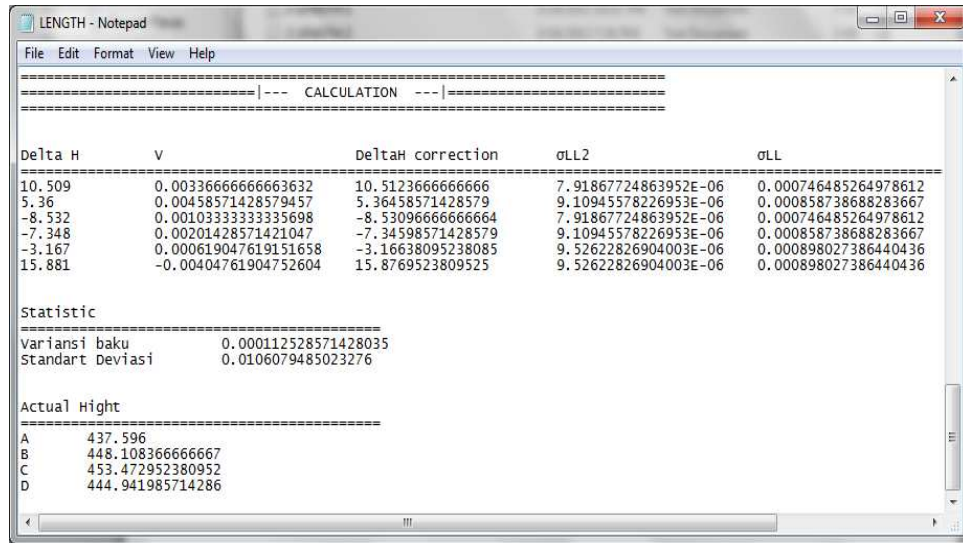 LENGTH - Notepad
File Edit Format View Help
=============================|--- CALCULATION ---|===========================
Delta H V DeltaH correction σLL2 σLL
10.509 0.00336666666663632 10.5123666666666 7.91867724863952E-06 0.000746485264978612
5.36 0.00458571428579457 5.36458571428579 9.10945578226953E-06 0.000858738688283667
-8.532 0.00103333333335698 -8.53096666666664 7.91867724863952E-06 0.000746485264978612
-7.348 0.00201428571421047 -7.34598571428579 9.10945578226953E-06 0.000858738688283667
-3.167 0.000619047619151658 -3.16638095238085 9.52622826904003E-06 0.000898027386440436
15.881 -0.00404761904752604 15.8769523809525 9.52622826904003E-06 0.000898027386440436
Statistic
Variansi baku 0.000112528571428035
Standart Deviasi 0.0106079485023276
Actual Hight
A 437.596
B 448.108366666667
C 453.472952380952
D 444.941985714286